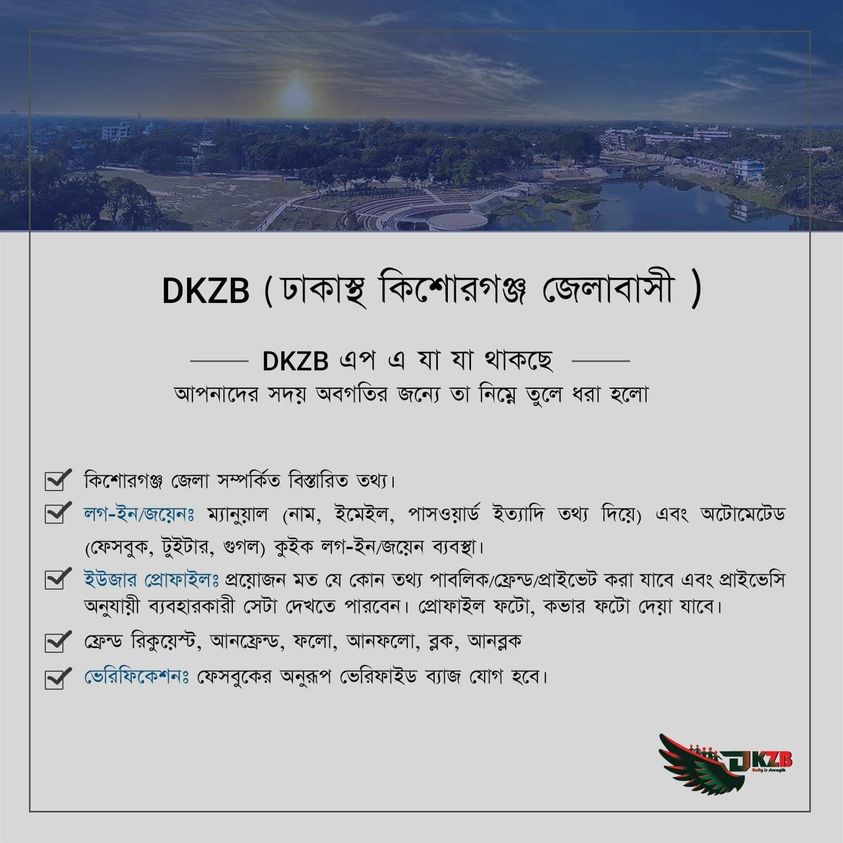 DKZB (ঢাকাস্থ কিশোরগঞ্জ জেলাবাসী )
DKZB এপ এ যা যা থাকছে
আপনাদের সদয় অবগতির জন্যে তা নিম্নে তুলে ধরা হলো
কিশোরগঞ্জ জেলা সম্পর্কিত বিস্তারিত তথ্য।
লগ-ইন/জয়েনঃ ম্যানুয়াল (নাম, ইমেইল, পাসওয়ার্ড ইত্যাদি তথ্য দিয়ে) এবং অটোমেটেড
(ফেসবুক, টুইটার, গুগল) কুইক লগ-ইন/জয়েন ব্যবস্থা।
ইউজার প্রোফাইলঃ প্রয়োজন মত যে কোন তথ্য পাবলিক/ফ্রেন্ড/প্রাইভেট করা যাবে এবং প্রাইভেসি
অনুযায়ী ব্যবহারকারী সেটা দেখতে পারবেন। প্রোফাইল ফটো, কভার ফটো দেয়া যাবে।
ফ্রেন্ড রিকুয়েস্ট, আনফ্রেন্ড, ফলো, আনফলো, ব্লক, আনব্লক
ভেরিফিকেশনঃ ফেসবুকের অনুরূপ ভেরিফাইড ব্যাজ যোগ হবে।
DKZB
Unity is Strength